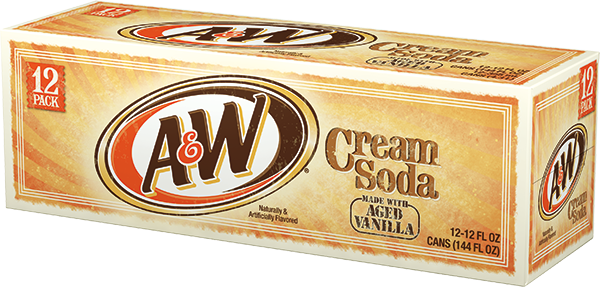 A&W
Cream
Soda
12
PACK
A&W
Cream
Soda
MADE WITH
AGED
VANILLA
Naturally &
Artificially Flavored
12-12 FL OZ
CANS (144 FL OZ)
12
PACK
A&W
Cream
Soda